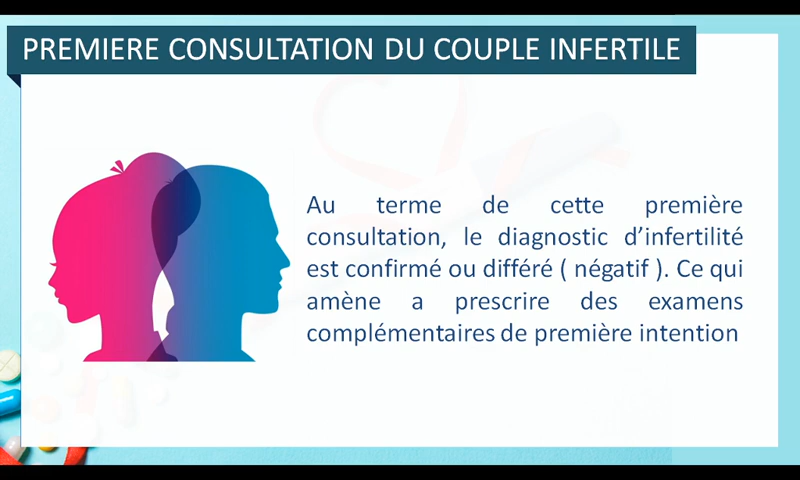 PREMIERE CONSULTATION DU COUPLE INFERTILE
Au terme de cette première
consultation, le diagnostic d'infertilité
est confirmé ou différé ( négatif ). Ce qui
amène a prescrire des examens
complémentaires de première intention